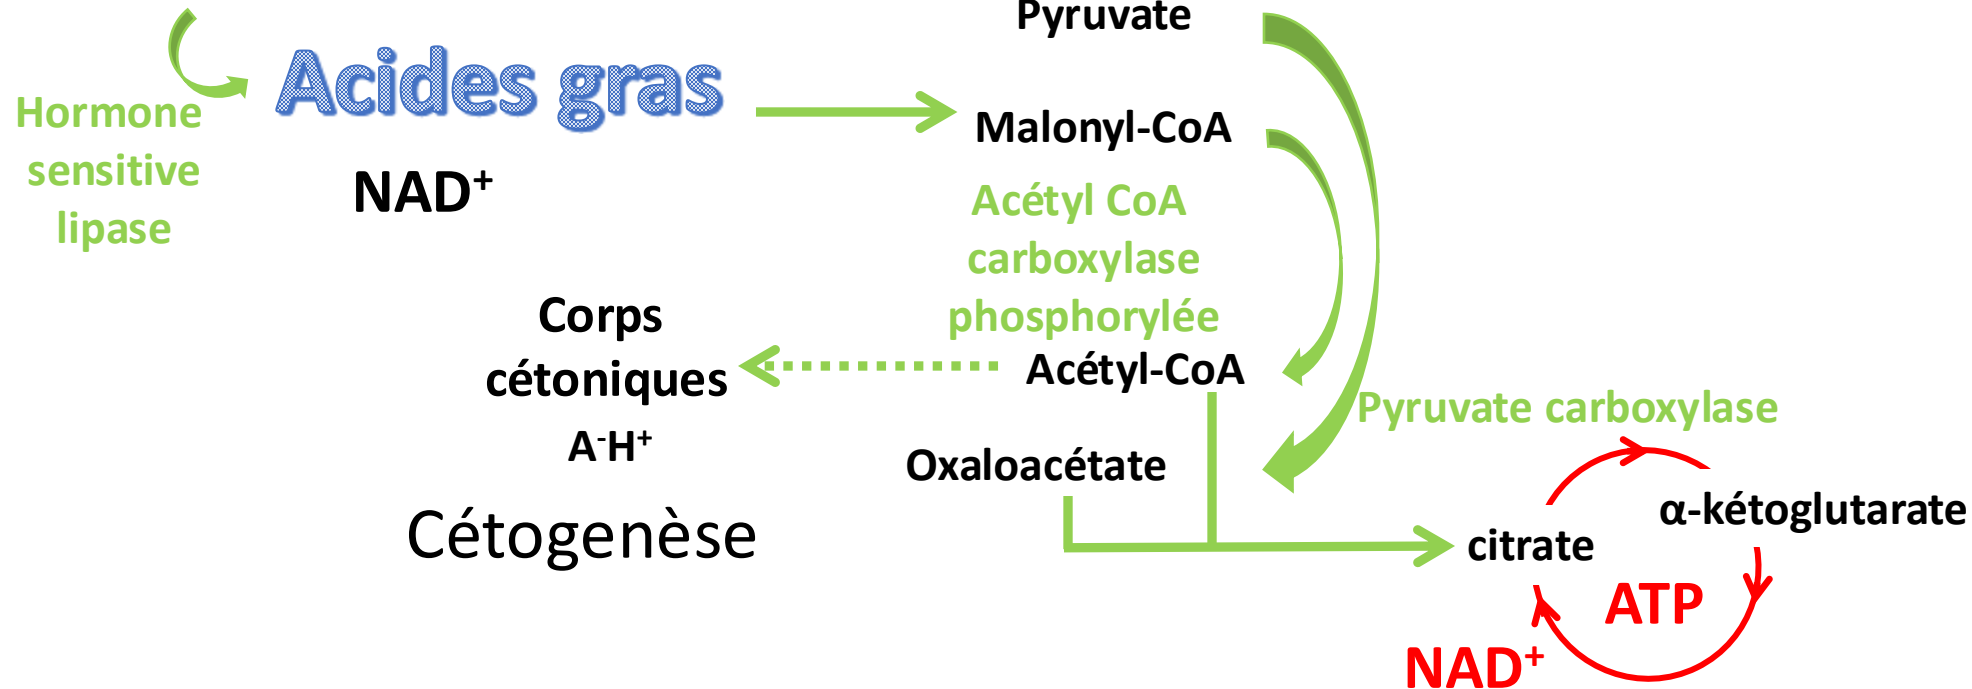 Pyruvate
Acides gras
Hormone
sensitive
lipase
Malonyl-CoA
NAD⁺
Acétyl CoA
carboxylase
phosphorylée
Corps
cétoniques
A⁻H⁺
Acétyl-CoA
Pyruvate carboxylase
Oxaloacétate
Cétogenèse
α-kétoglutarate
citrate
ATP
NAD⁺